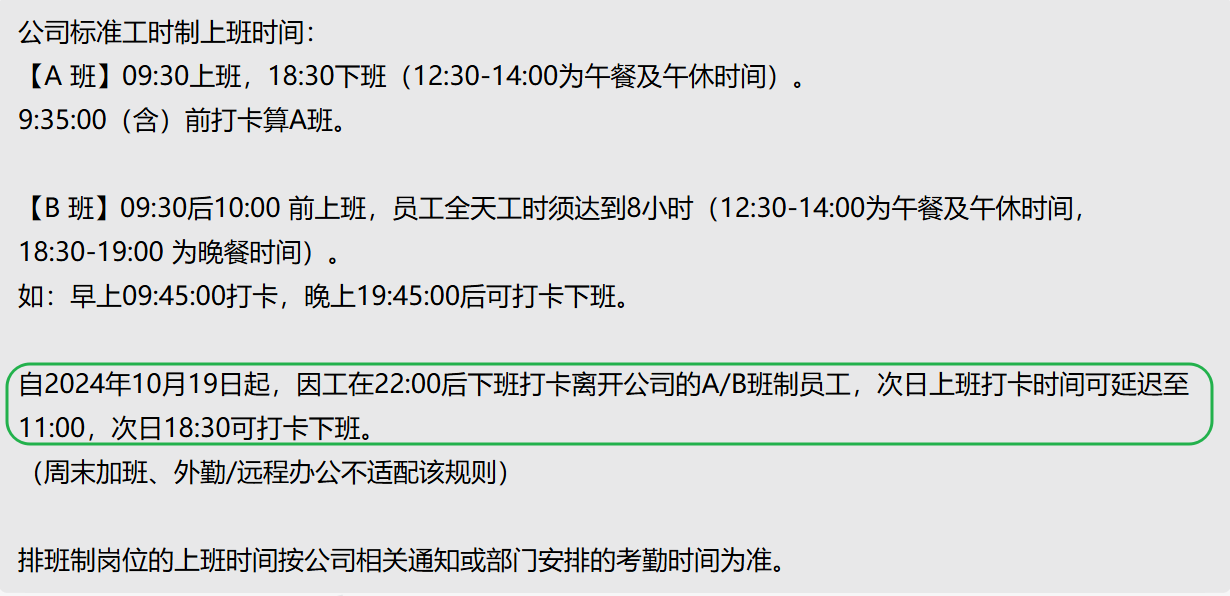 公司标准工时制上班时间：
【A 班】09:30上班，18:30下班（12:30-14:00为午餐及午休时间）。
9:35:00（含）前打卡算A班。
【B 班】09:30后10:00 前上班，员工全天工时须达到8小时（12:30-14:00为午餐及午休时间，
18:30-19:00 为晚餐时间）。
如：早上09:45:00打卡，晚上19:45:00后可打卡下班。
自2024年10月19日起，因工在22:00后下班打卡离开公司的A/B班制员工，次日上班打卡时间可延迟至
11:00，次日18:30可打卡下班。
（周末加班、外勤/远程办公不适配该规则）
排班制岗位的上班时间按公司相关通知或部门安排的考勤时间为准。